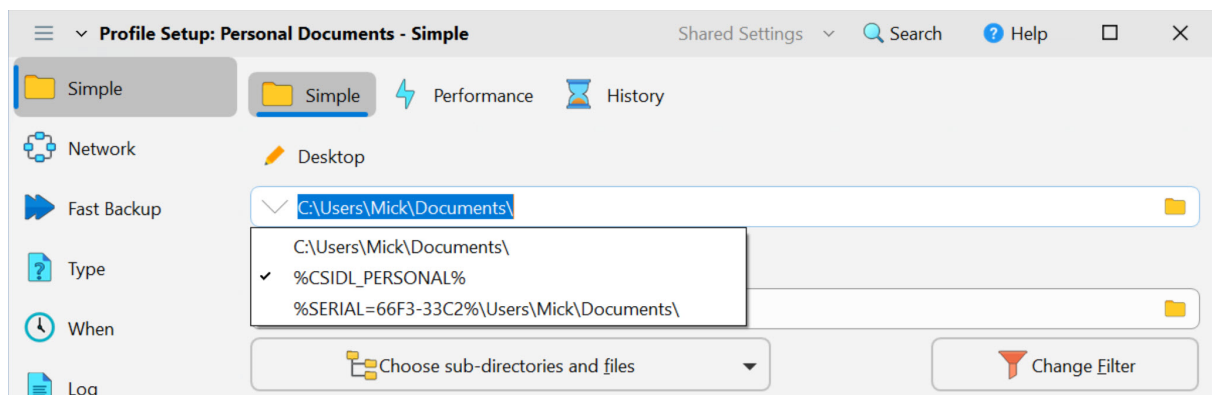 Profile Setup: Personal Documents - Simple Shared Settings Search ? Help
Simple
Simple Performance History
Network
Desktop
Fast Backup
C:\Users\Mick\Documents\
C:\Users\Mick\Documents\
? Type
%CSIDL_PERSONAL%
%SERIAL=66F3-33C2%\Users\Mick\Documents\
When
Choose sub-directories and files Change Filter
Log